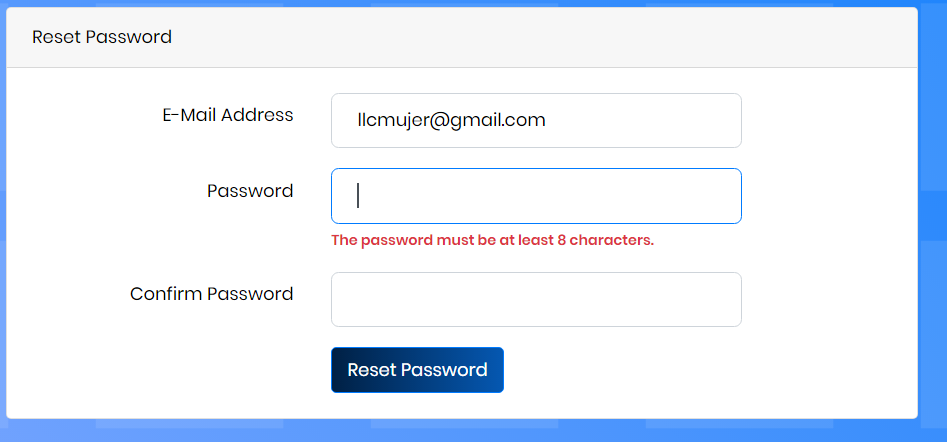 Reset Password
E-Mail Address
llcmujer@gmail.com
Password
The password must be at least 8 characters.
Confirm Password
Reset Password